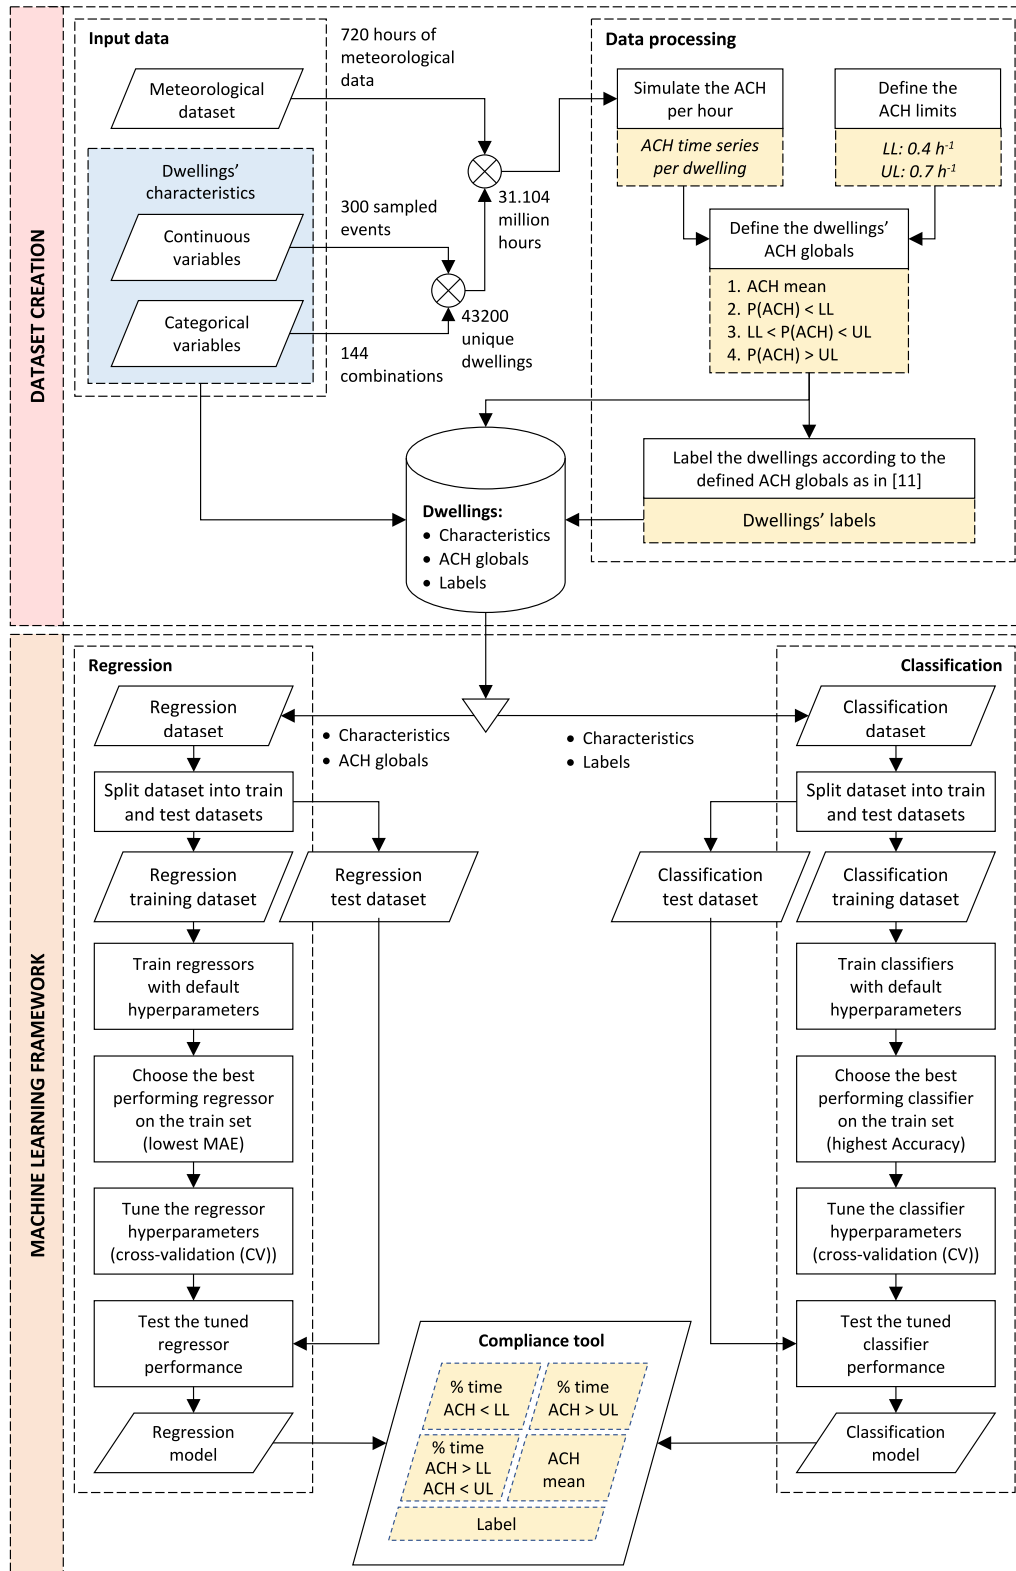 DATASET CREATION
Input data
Meteorological
dataset
Dwellings'
characteristics
Continuous
variables
Categorical
variables
720 hours of
meteorological
data
300 sampled
events
144
combinations
43200
unique
dwellings
31.104
million
hours
Data processing
Simulate the ACH
per hour
ACH time series
per dwelling
Define the
ACH limits
LL: 0.4 h⁻¹
UL: 0.7 h⁻¹
Define the dwellings'
ACH globals
1. ACH mean
2. P(ACH) < LL
3. LL < P(ACH) < UL
4. P(ACH) > UL
Label the dwellings according to the
defined ACH globals as in [11]
Dwellings' labels
Dwellings:
• Characteristics
• ACH globals
• Labels
MACHINE LEARNING FRAMEWORK
Regression
Regression
dataset
• Characteristics
• ACH globals
Split dataset into train
and test datasets
Regression
training dataset
Regression
test dataset
Train regressors
with default
hyperparameters
Choose the best
performing regressor
on the train set
(lowest MAE)
Tune the regressor
hyperparameters
(cross-validation (CV))
Test the tuned
regressor
performance
Regression
model
Classification
• Characteristics
• Labels
Classification
dataset
Split dataset into train
and test datasets
Classification
test dataset
Classification
training dataset
Train classifiers
with default
hyperparameters
Choose the best
performing classifier
on the train set
(highest Accuracy)
Tune the classifier
hyperparameters
(cross-validation (CV))
Test the tuned
classifier
performance
Classification
model
Compliance tool
% time
ACH < LL
% time
ACH > UL
% time
ACH > LL
ACH < UL
ACH
mean
Label